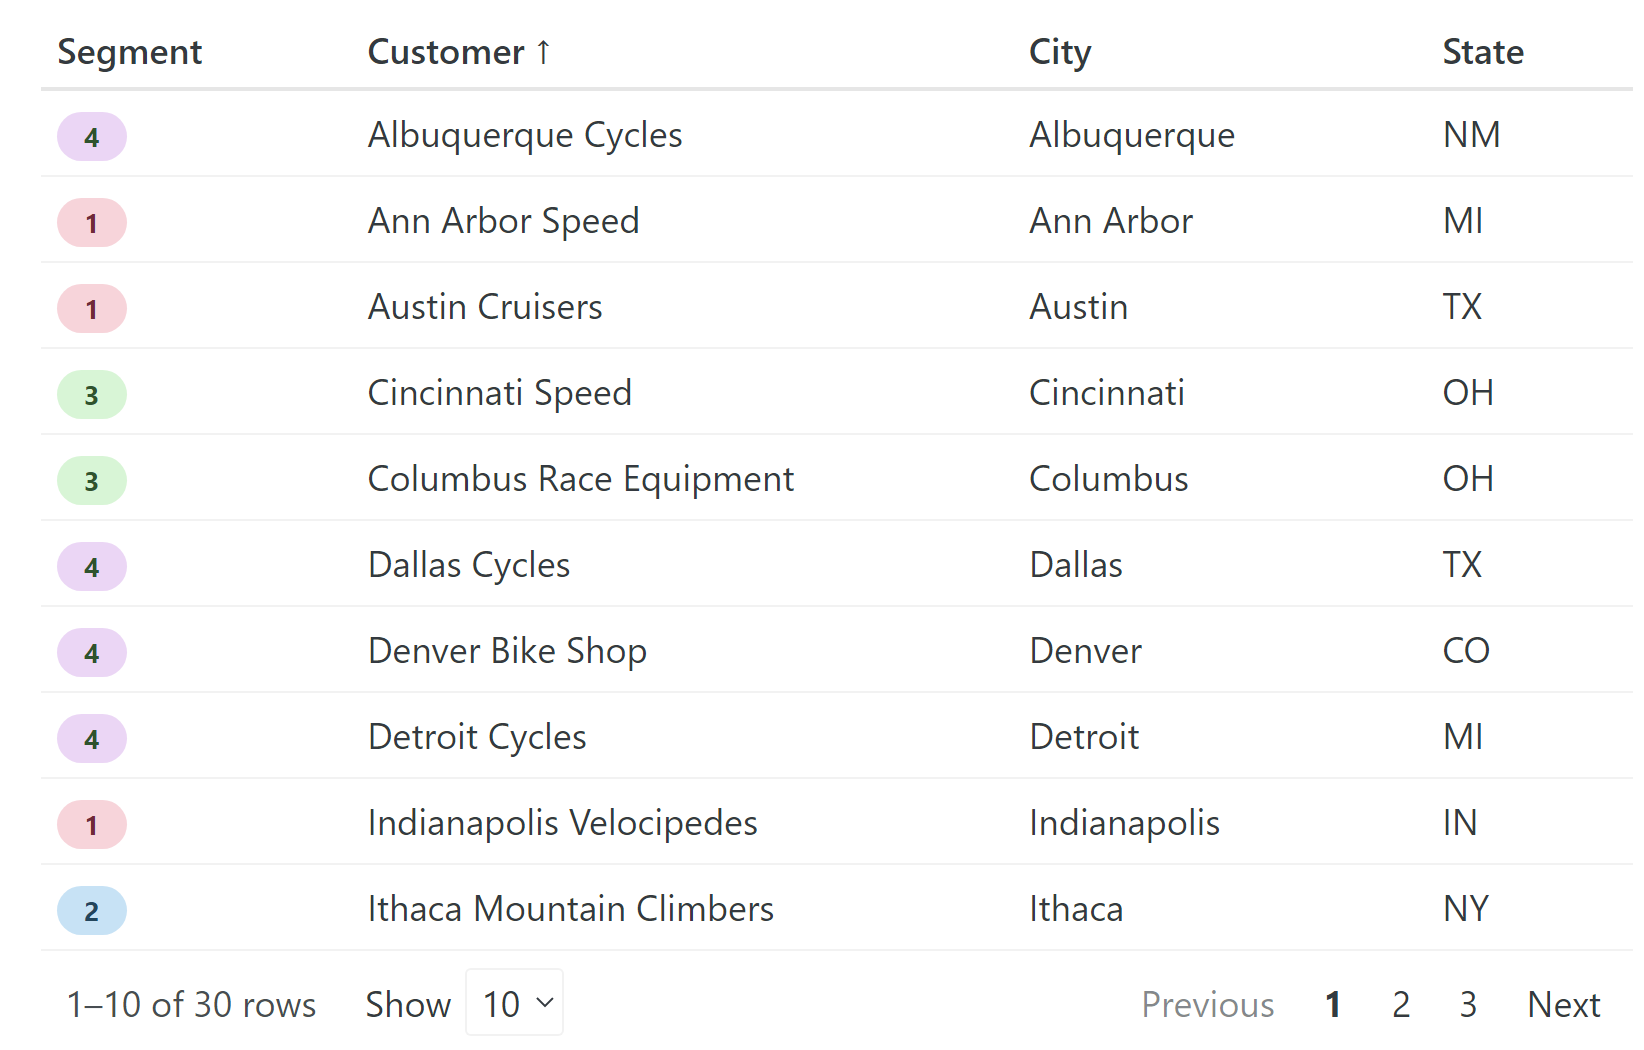 Segment Customer ↑ City State
4 Albuquerque Cycles Albuquerque NM
1 Ann Arbor Speed Ann Arbor MI
1 Austin Cruisers Austin TX
3 Cincinnati Speed Cincinnati OH
3 Columbus Race Equipment Columbus OH
4 Dallas Cycles Dallas TX
4 Denver Bike Shop Denver CO
4 Detroit Cycles Detroit MI
1 Indianapolis Velocipedes Indianapolis IN
2 Ithaca Mountain Climbers Ithaca NY
1–10 of 30 rows Show 10 Previous 1 2 3 Next